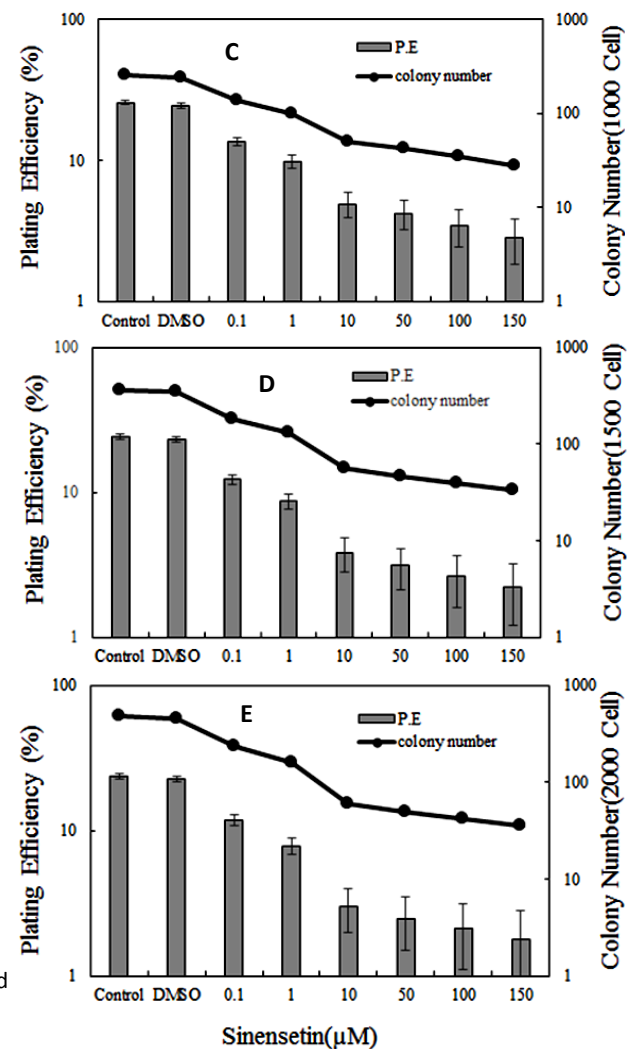 C
P.E
colony number
Plating Efficiency (%)
100
10
1
Colony Number(1000 Cell)
1000
100
10
1
Control DMSO 0.1 1 10 50 100 150
D
P.E
colony number
Plating Efficiency (%)
100
10
1
Colony Number(1500 Cell)
1000
100
10
1
Control DMSO 0.1 1 10 50 100 150
E
P.E
colony number
Plating Efficiency (%)
100
10
1
Colony Number(2000 Cell)
1000
100
10
1
Control DMSO 0.1 1 10 50 100 150
d
Sinensetin(µM)